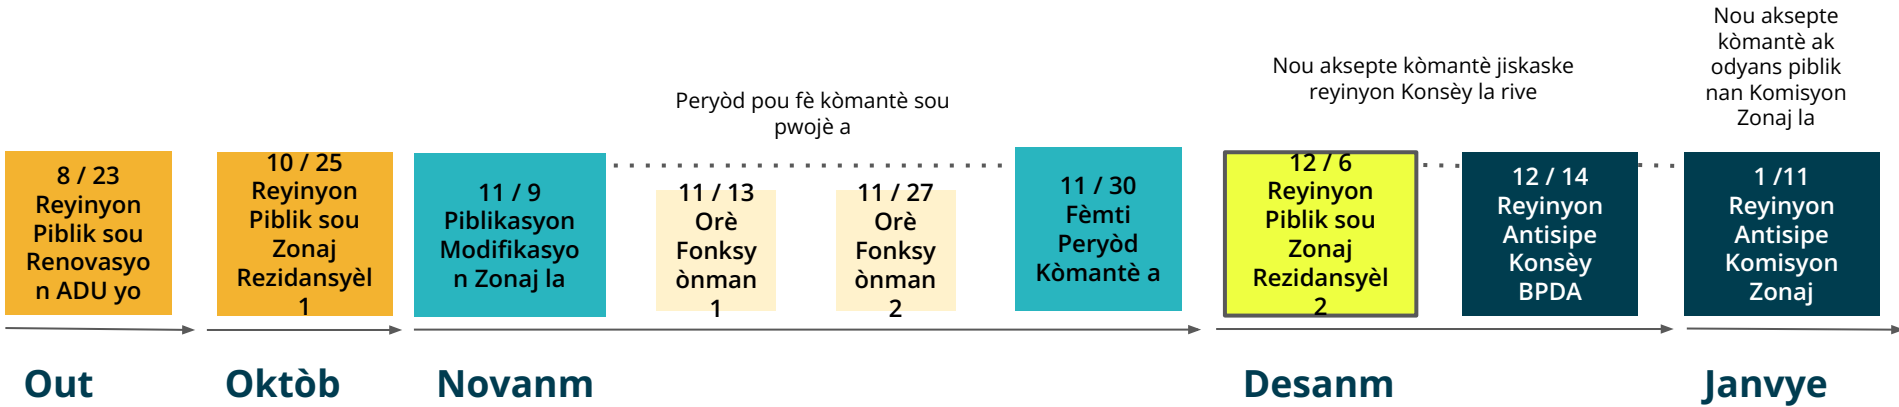 Nou aksepte
kòmantè ak
odyans piblik
nan Komisyon
Zonaj la
Nou aksepte kòmantè jiskaske
reyinyon Konsèy la rive
Peryòd pou fè kòmantè sou
pwojè a
8 / 23
Reyinyon
Piblik sou
Renovasyo
n ADU yo
10 / 25
Reyinyon
Piblik sou
Zonaj
Rezidansyèl
1
11 / 9
Piblikasyon
Modifikasyo
n Zonaj la
11 / 13
Orè
Fonksy
ònman
1
11 / 27
Orè
Fonksy
ònman
2
11 / 30
Fèmti
Peryòd
Kòmantè a
12 / 6
Reyinyon
Piblik sou
Zonaj
Rezidansyèl
2
12 / 14
Reyinyon
Antisipe
Konsèy
BPDA
1 /11
Reyinyon
Antisipe
Komisyon
Zonaj
Out
Oktòb
Novanm
Desanm
Janvye